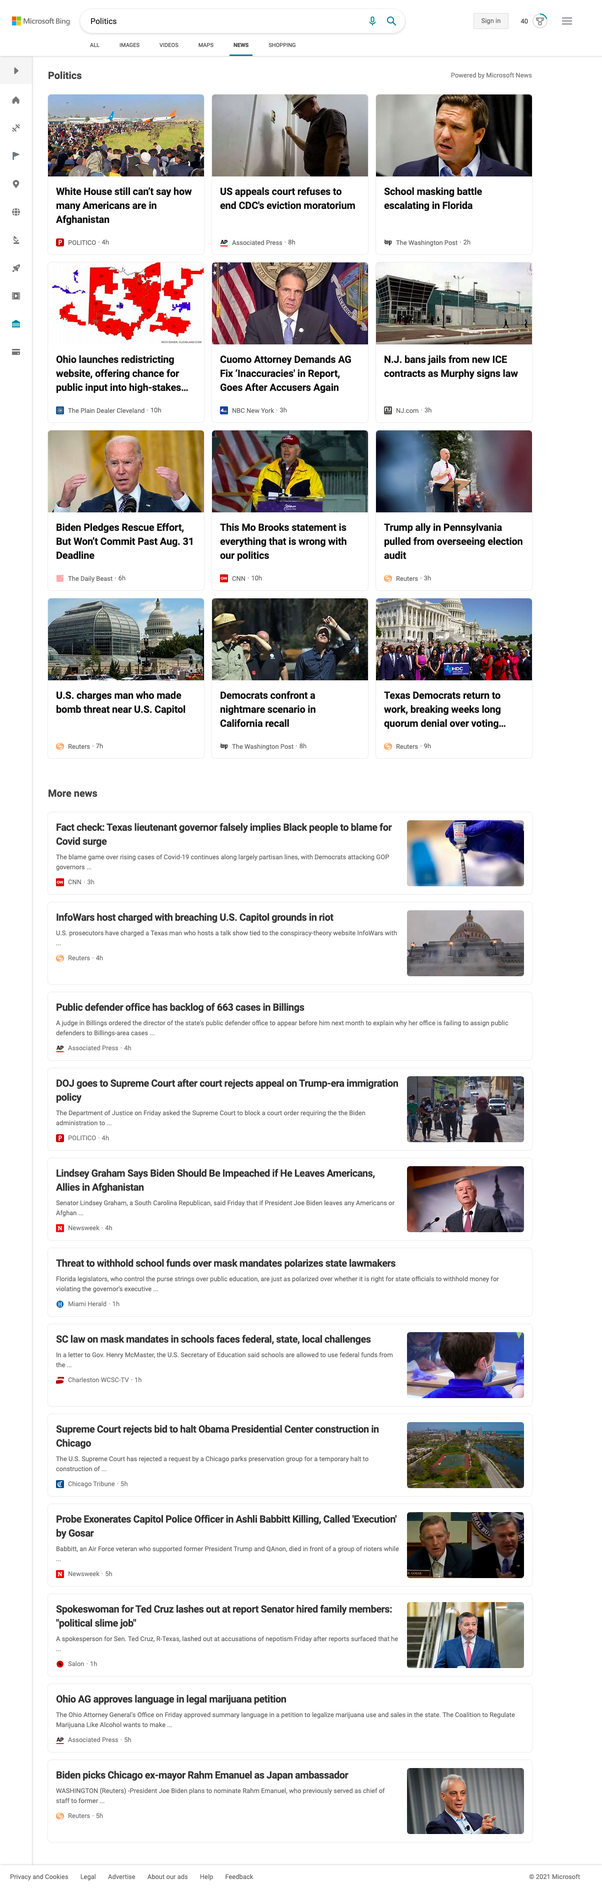 Microsoft Bing
Politics
Sign in
40
ALL
IMAGES
VIDEOS
MAPS
NEWS
SHOPPING
Politics
Powered by Microsoft News
White House still can't say how
many Americans are in
Afghanistan
POLITICO · 4h
US appeals court refuses to
end CDC's eviction moratorium
AP
Associated Press · 8h
School masking battle
escalating in Florida
wp
The Washington Post · 2h
Ohio launches redistricting
website, offering chance for
public input into high-stakes...
The Plain Dealer Cleveland · 10h
Cuomo Attorney Demands AG
Fix 'Inaccuracies' in Report,
Goes After Accusers Again
NBC New York · 3h
N.J. bans jails from new ICE
contracts as Murphy signs law
NJ.com · 3h
Biden Pledges Rescue Effort,
But Won't Commit Past Aug. 31
Deadline
The Daily Beast · 6h
This Mo Brooks statement is
everything that is wrong with
our politics
CNN · 10h
Trump ally in Pennsylvania
pulled from overseeing election
audit
Reuters · 3h
U.S. charges man who made
bomb threat near U.S. Capitol
Reuters · 7h
Democrats confront a
nightmare scenario in
California recall
wp
The Washington Post · 8h
Texas Democrats return to
work, breaking weeks long
quorum denial over voting...
Reuters · 9h
More news
Fact check: Texas lieutenant governor falsely implies Black people to blame for
Covid surge
The blame game over rising cases of Covid-19 continues along largely partisan lines, with Democrats attacking GOP
governors ...
CNN · 3h
InfoWars host charged with breaching U.S. Capitol grounds in riot
U.S. prosecutors have charged a Texas man who hosts a talk show tied to the conspiracy-theory website InfoWars with
...
Reuters · 4h
Public defender office has backlog of 663 cases in Billings
A judge in Billings ordered the director of the state's public defender office to appear before him next month to explain why her office is failing to assign public
defenders to Billings-area cases ...
AP
Associated Press · 4h
DOJ goes to Supreme Court after court rejects appeal on Trump-era immigration
policy
The Department of Justice on Friday asked the Supreme Court to block a court order requiring the the Biden
administration to ...
POLITICO · 4h
Lindsey Graham Says Biden Should Be Impeached if He Leaves Americans,
Allies in Afghanistan
Senator Lindsey Graham, a South Carolina Republican, said Friday that if President Joe Biden leaves any Americans or
Afghan ...
N
Newsweek · 4h
Threat to withhold school funds over mask mandates polarizes state lawmakers
Florida legislators, who control the purse strings over public education, are just as polarized over whether it is right for state officials to withhold money for
violating the governor's executive ...
Miami Herald · 1h
SC law on mask mandates in schools faces federal, state, local challenges
In a letter to Gov. Henry McMaster, the U.S. Secretary of Education said schools are allowed to use federal funds from
the ...
Charleston WCSC-TV · 1h
Supreme Court rejects bid to halt Obama Presidential Center construction in
Chicago
The U.S. Supreme Court has rejected a request by a Chicago parks preservation group for a temporary halt to
construction of ...
Chicago Tribune · 5h
Probe Exonerates Capitol Police Officer in Ashli Babbitt Killing, Called 'Execution'
by Gosar
Babbitt, an Air Force veteran who supported former President Trump and QAnon, died in front of a group of rioters while
...
N
Newsweek · 5h
Spokeswoman for Ted Cruz lashes out at report Senator hired family members:
"political slime job"
A spokesperson for Sen. Ted Cruz, R-Texas, lashed out at accusations of nepotism Friday after reports surfaced that he
...
Salon · 1h
Ohio AG approves language in legal marijuana petition
The Ohio Attorney General's Office on Friday approved summary language in a petition to legalize marijuana use and sales in the state. The Coalition to Regulate
Marijuana Like Alcohol wants to make ...
AP
Associated Press · 5h
Biden picks Chicago ex-mayor Rahm Emanuel as Japan ambassador
WASHINGTON (Reuters) -President Joe Biden plans to nominate Rahm Emanuel, who previously served as chief of
staff to former ...
Reuters · 5h
Privacy and Cookies
Legal
Advertise
About our ads
Help
Feedback
© 2021 Microsoft